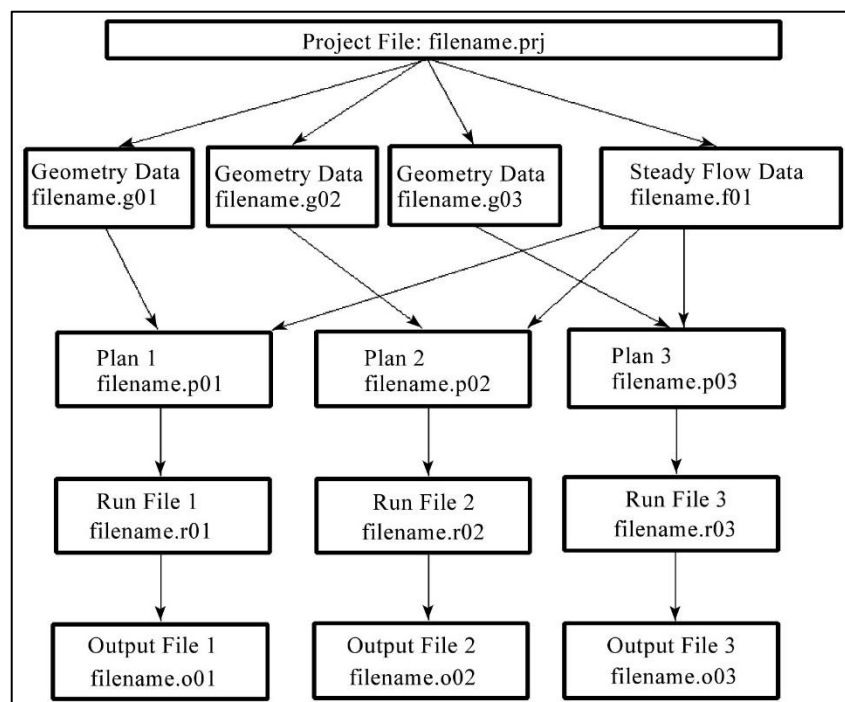 Project File: filename.prj
Geometry Data
filename.g01
Geometry Data
filename.g02
Geometry Data
filename.g03
Steady Flow Data
filename.f01
Plan 1
filename.p01
Plan 2
filename.p02
Plan 3
filename.p03
Run File 1
filename.r01
Run File 2
filename.r02
Run File 3
filename.r03
Output File 1
filename.o01
Output File 2
filename.o02
Output File 3
filename.o03